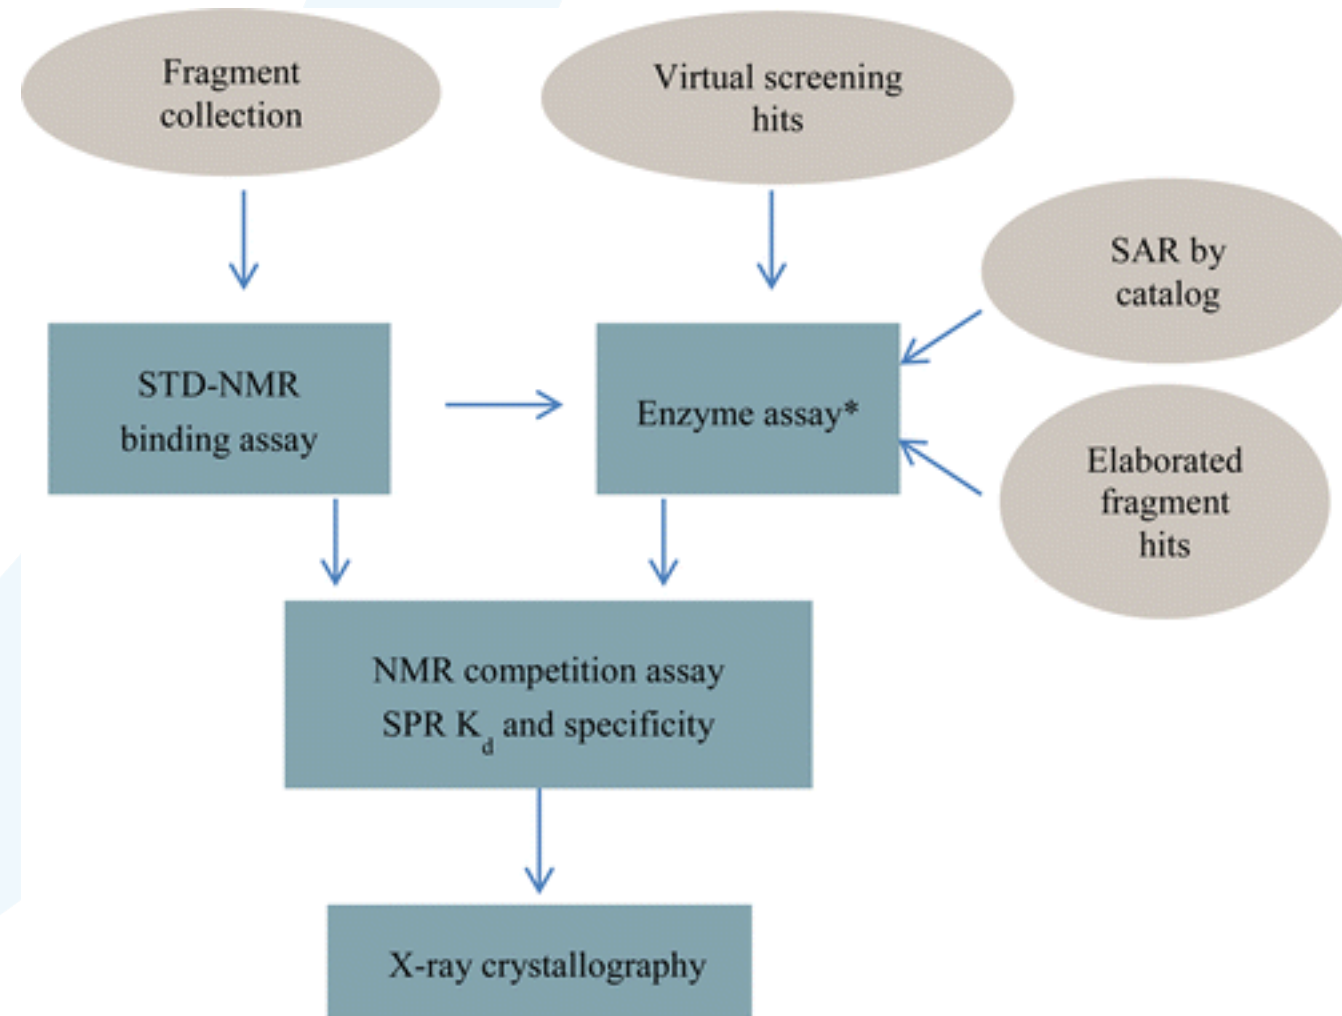 Fragment
collection
Virtual screening
hits
SAR by
catalog
STD-NMR
binding assay
Enzyme assay*
Elaborated
fragment
hits
NMR competition assay
SPR K_d and specificity
X-ray crystallography